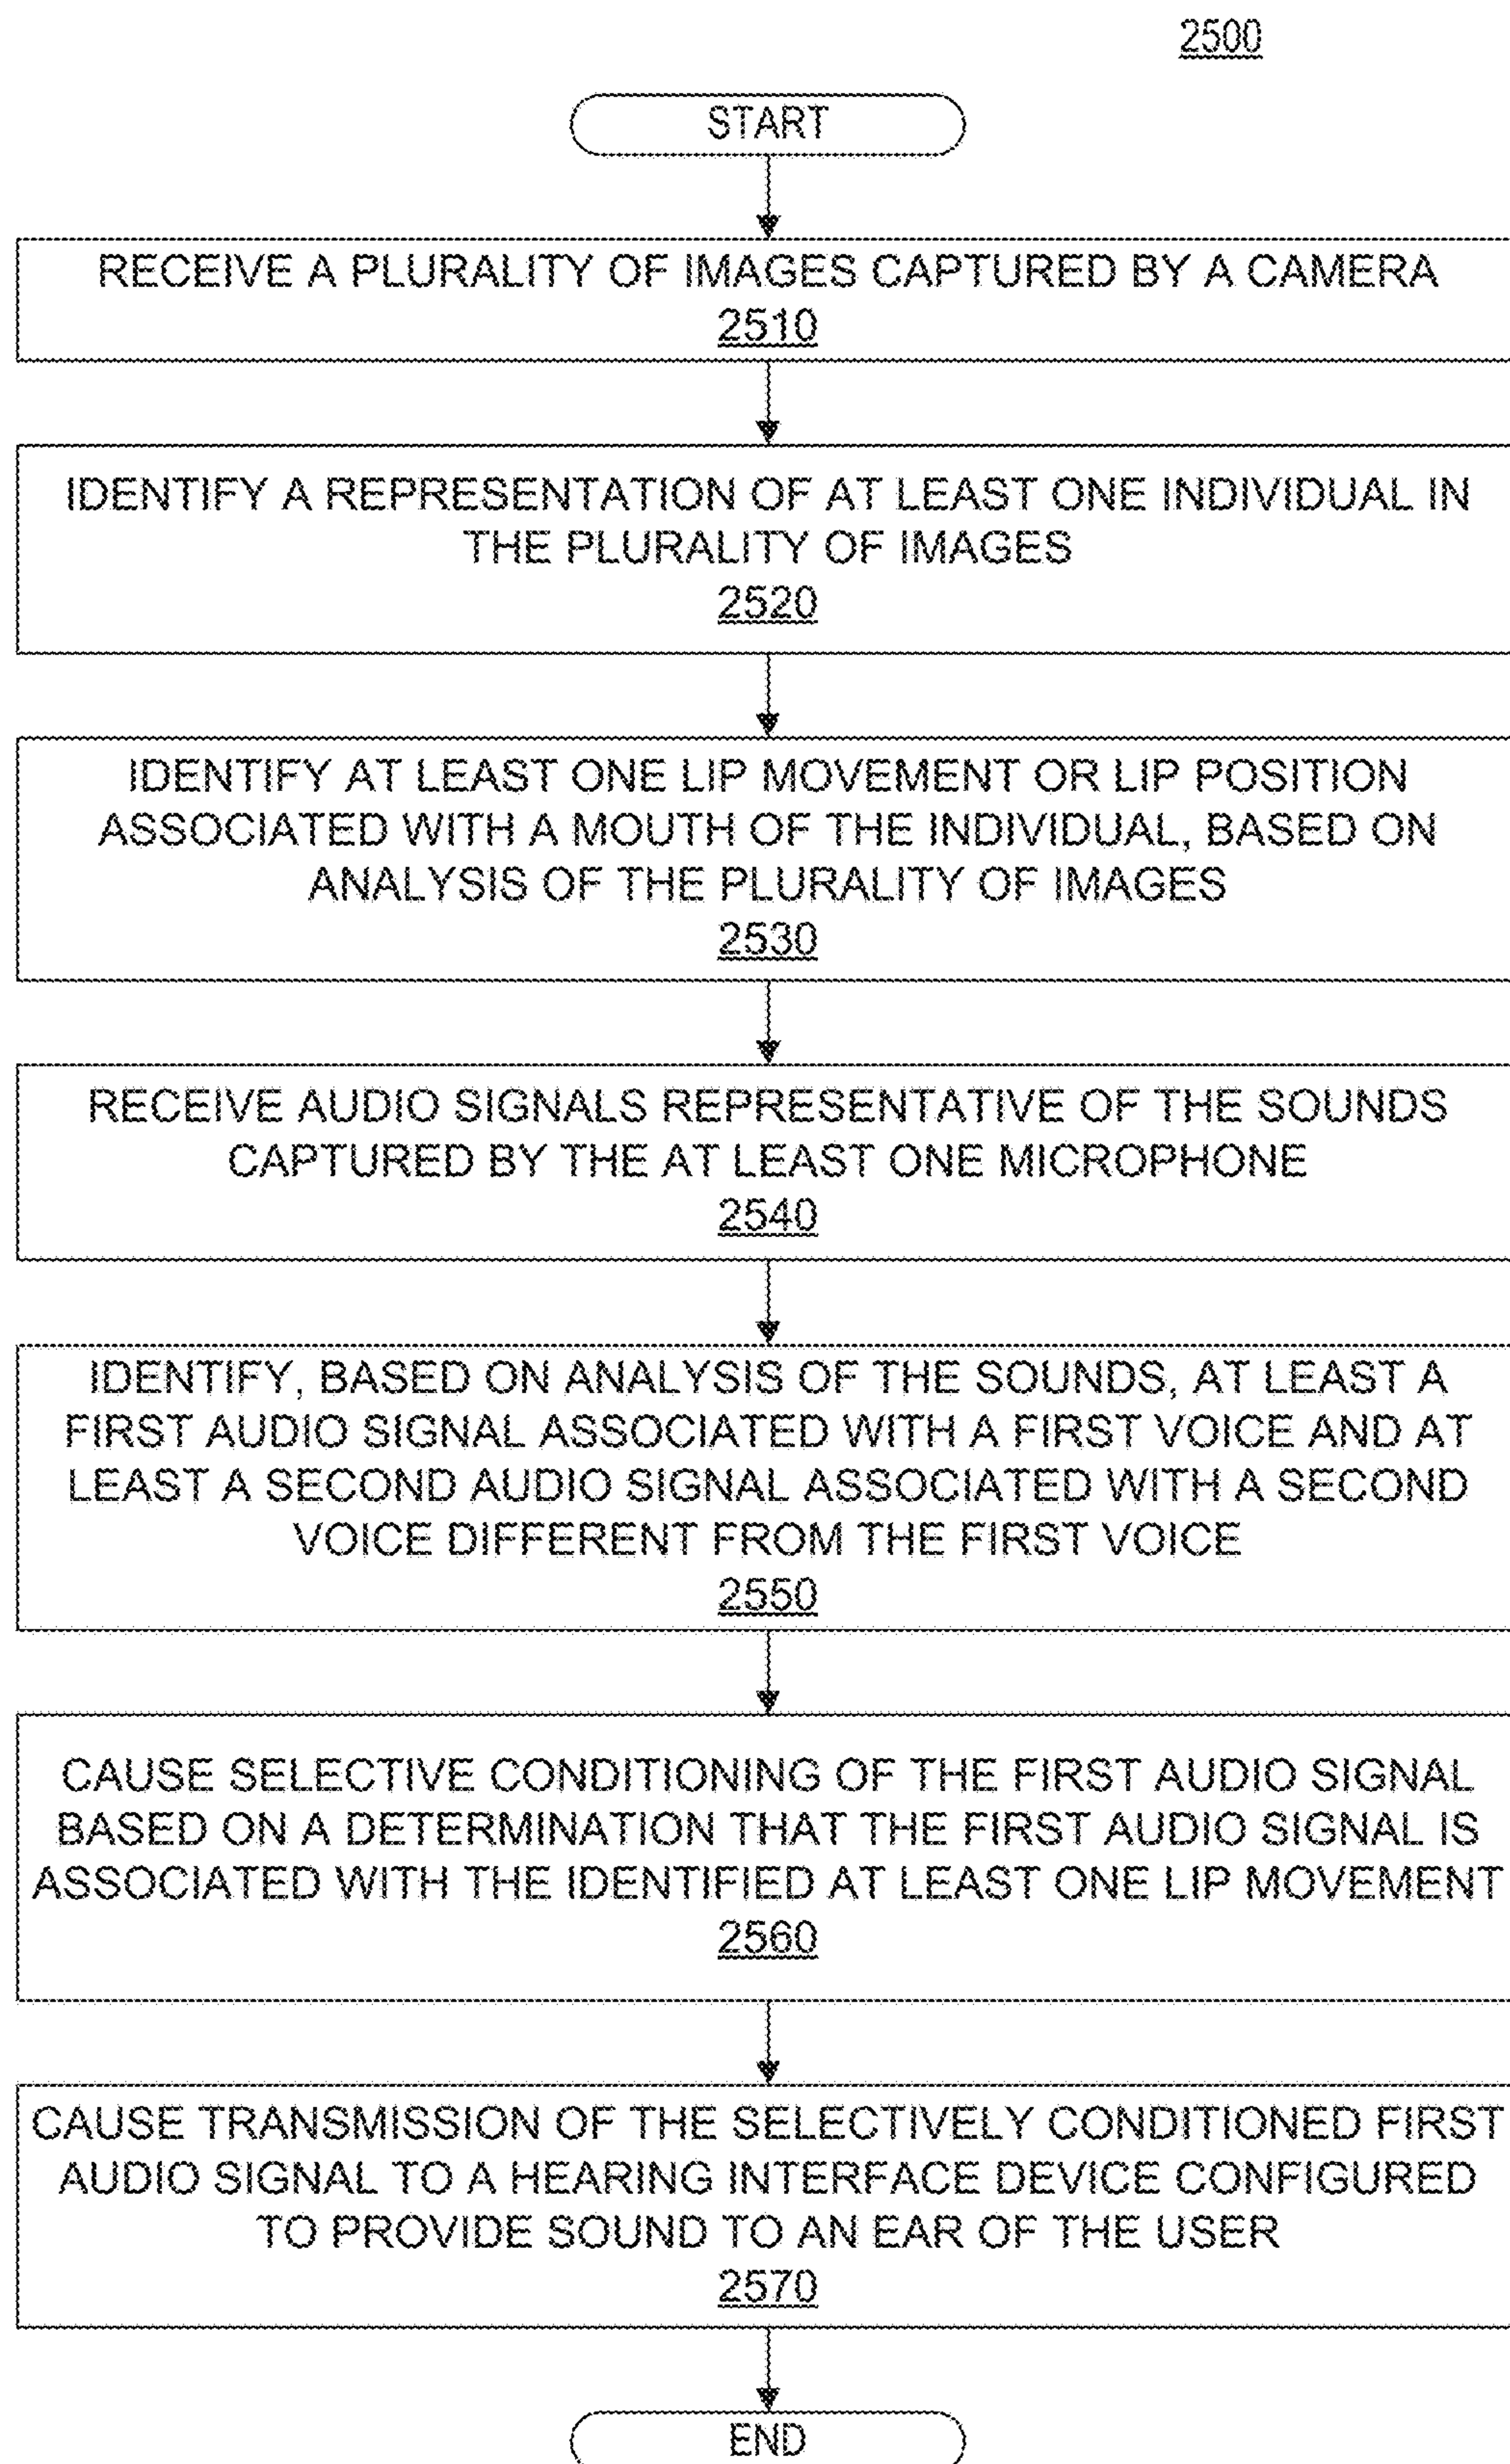 2500
START
RECEIVE A PLURALITY OF IMAGES CAPTURED BY A CAMERA
2510
IDENTIFY A REPRESENTATION OF AT LEAST ONE INDIVIDUAL IN
THE PLURALITY OF IMAGES
2520
IDENTIFY AT LEAST ONE LIP MOVEMENT OR LIP POSITION
ASSOCIATED WITH A MOUTH OF THE INDIVIDUAL, BASED ON
ANALYSIS OF THE PLURALITY OF IMAGES
2530
RECEIVE AUDIO SIGNALS REPRESENTATIVE OF THE SOUNDS
CAPTURED BY THE AT LEAST ONE MICROPHONE
2540
IDENTIFY, BASED ON ANALYSIS OF THE SOUNDS, AT LEAST A
FIRST AUDIO SIGNAL ASSOCIATED WITH A FIRST VOICE AND AT
LEAST A SECOND AUDIO SIGNAL ASSOCIATED WITH A SECOND
VOICE DIFFERENT FROM THE FIRST VOICE
2550
CAUSE SELECTIVE CONDITIONING OF THE FIRST AUDIO SIGNAL
BASED ON A DETERMINATION THAT THE FIRST AUDIO SIGNAL IS
ASSOCIATED WITH THE IDENTIFIED AT LEAST ONE LIP MOVEMENT
2560
CAUSE TRANSMISSION OF THE SELECTIVELY CONDITIONED FIRST
AUDIO SIGNAL TO A HEARING INTERFACE DEVICE CONFIGURED
TO PROVIDE SOUND TO AN EAR OF THE USER
2570
END